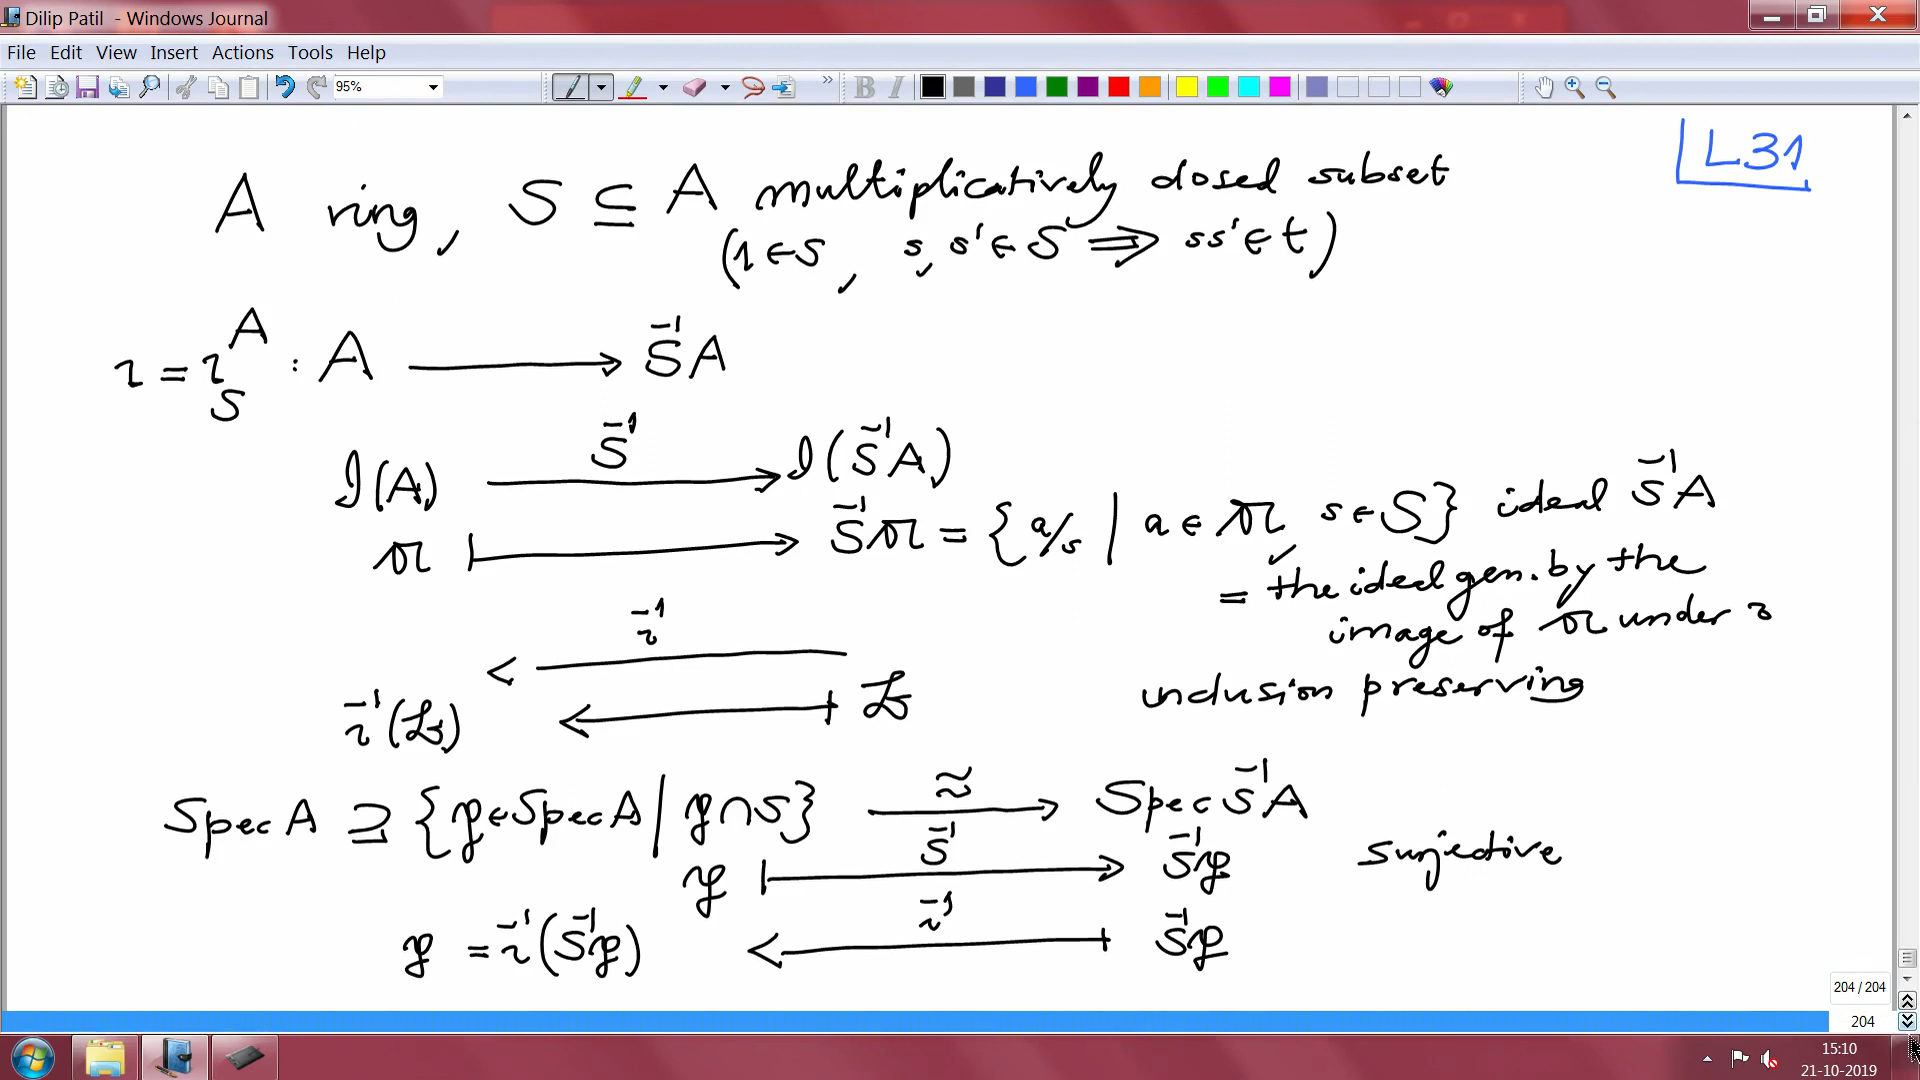 Dilip Patil - Windows Journal
File Edit View Insert Actions Tools Help
95%
B I
L31
A ring, S ⊆ A multiplicatively closed subset
(1 ∈ S, s, s' ∈ S ⟹ ss' ∈ t)
ι = ι_S^A : A ⟶ S⁻¹A
I(A) ⟶ I(S⁻¹A)
S⁻¹
𝔞 ⟼ S⁻¹𝔞 = {a/s | a ∈ 𝔞, s ∈ S} ideal S⁻¹A
= the ideal gen. by the
image of 𝔞 under ι
ι⁻¹
inclusion preserving
ι⁻¹(𝔟) ⟵ 𝔟
Spec A ⊇ {𝔭 ∈ Spec A | 𝔭 ∩ S} ⟶ Spec S⁻¹A
≈
S⁻¹
𝔭 ⟼ S⁻¹𝔭 surjective
ι⁻¹
𝔭 = ι⁻¹(S⁻¹𝔭) ⟵ S⁻¹𝔭
204 / 204
204
15:10
21-10-2019